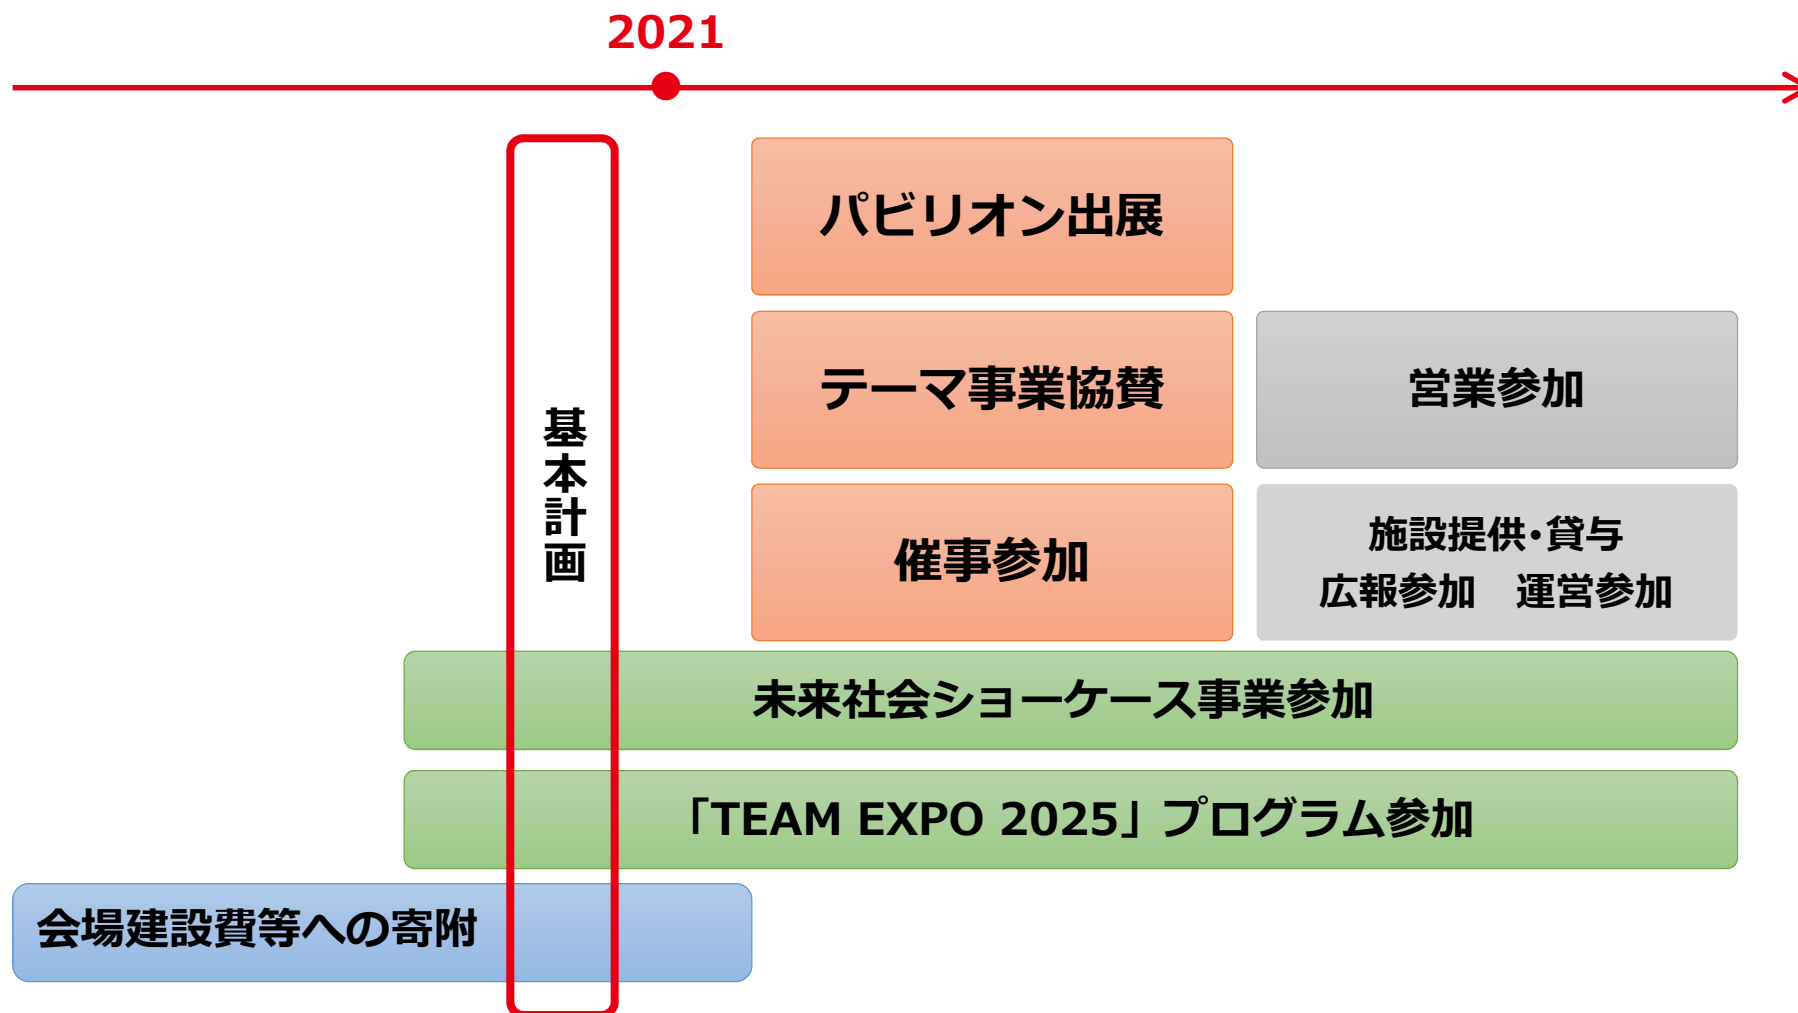 2021
基本計画
パビリオン出展
テーマ事業協賛
営業参加
催事参加
施設提供・貸与
広報参加　運営参加
未来社会ショーケース事業参加
「TEAM EXPO 2025」プログラム参加
会場建設費等への寄附